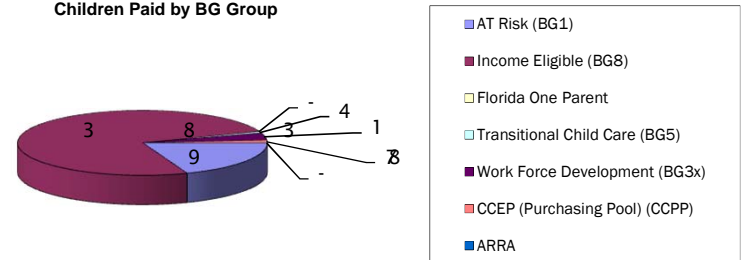 Children Paid by BG Group
AT Risk (BG1)
Income Eligible (BG8)
Florida One Parent
Transitional Child Care (BG5)
Work Force Development (BG3x)
CCEP (Purchasing Pool) (CCPP)
ARRA
-
4
3
8
3
1
9
8
-